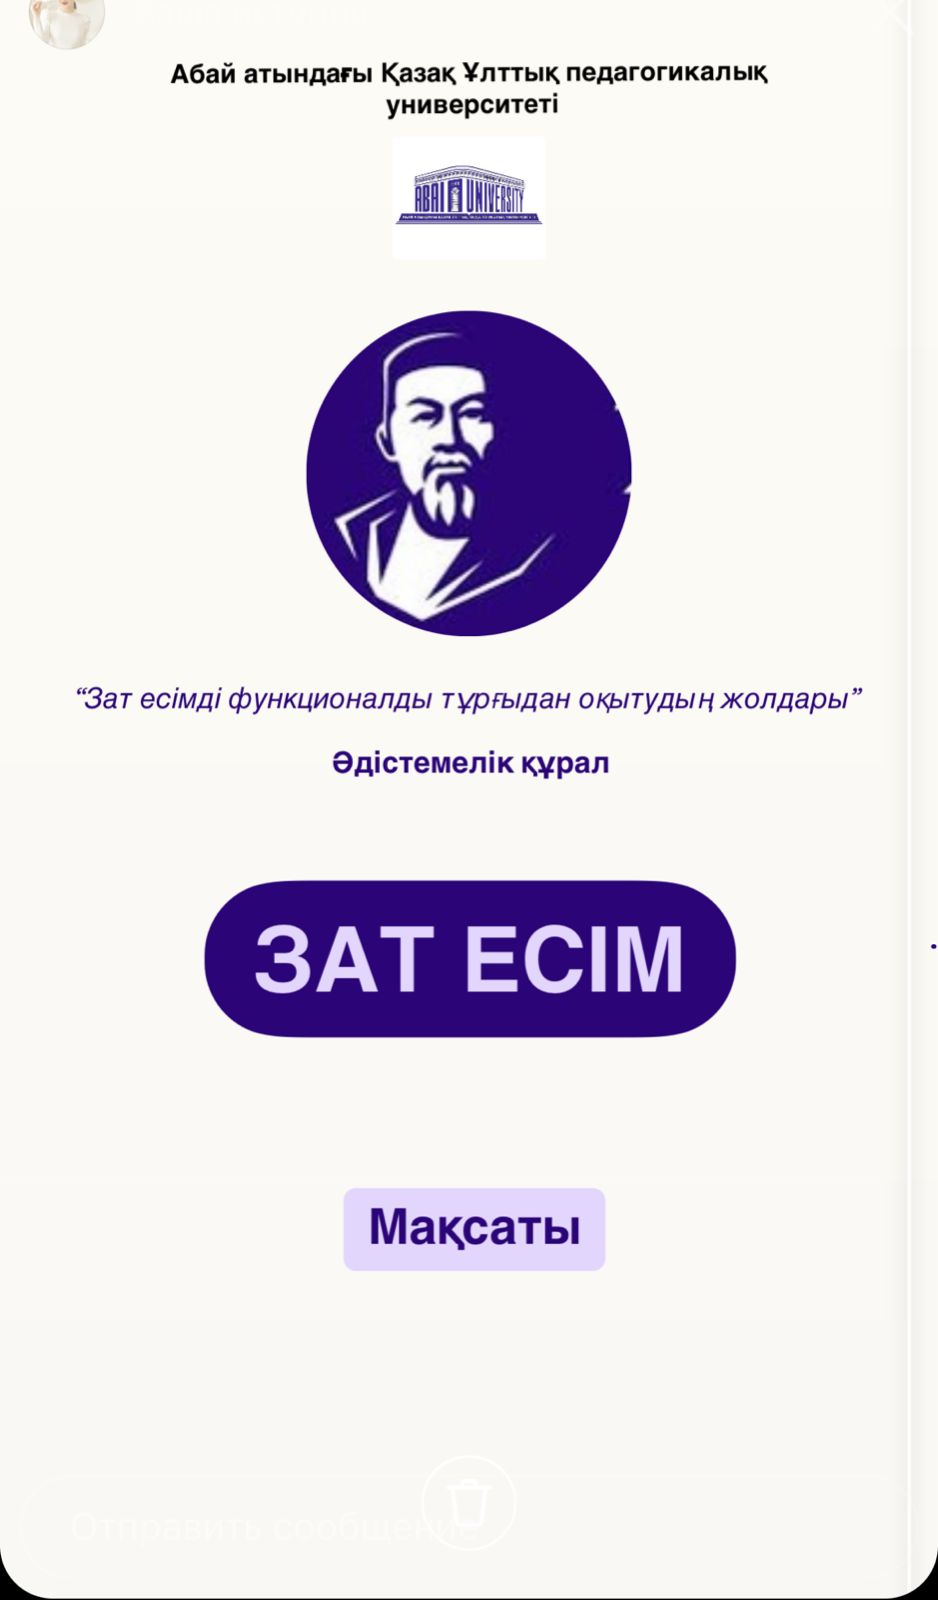 Абай атындағы Қазақ Ұлттық педагогикалық
университеті
ABAI UNIVERSITY
“Зат есімді функционалды тұрғыдан оқытудың жолдары”
Әдістемелік құрал
ЗАТ ЕСІМ
Мақсаты
Отправить сообщение